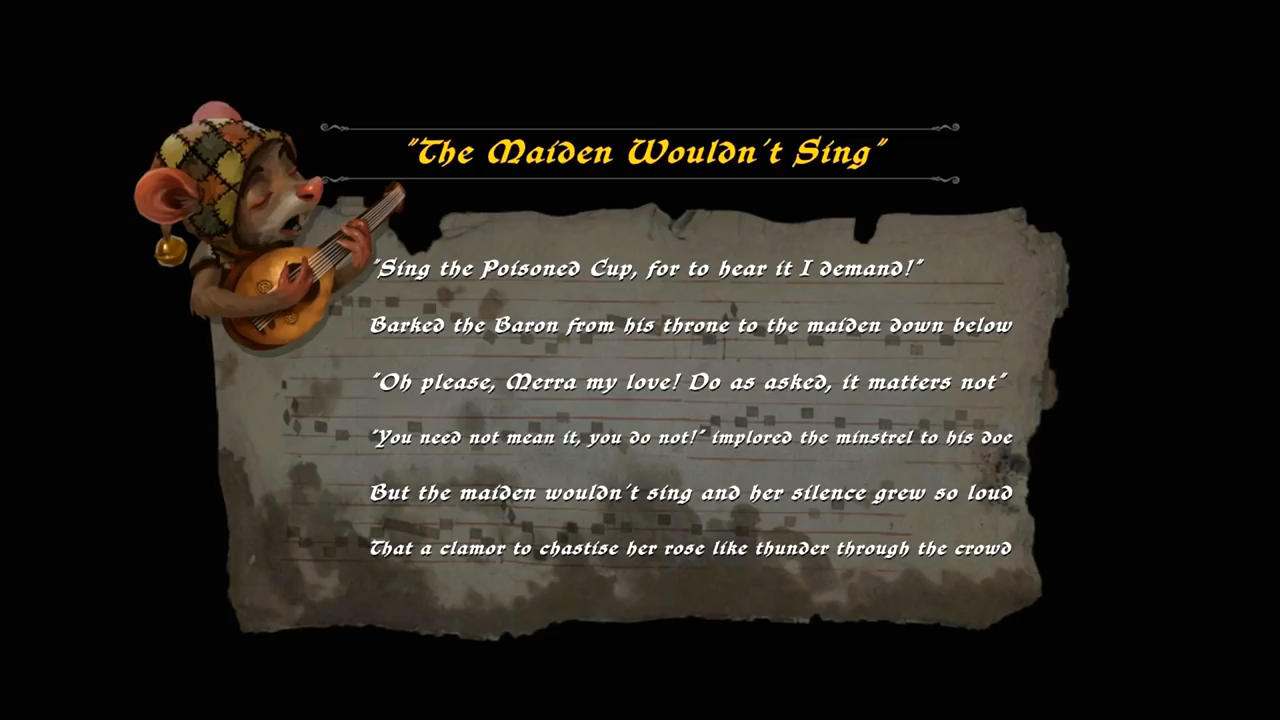 "The Maiden Wouldn't Sing"
"Sing the Poisoned Cup, for to hear it I demand!"
Barked the Baron from his throne to the maiden down below
"Oh please, Merra my love! Do as asked, it matters not"
"You need not mean it, you do not!" implored the minstrel to his doe
But the maiden wouldn't sing and her silence grew so loud
That a clamor to chastise her rose like thunder through the crowd